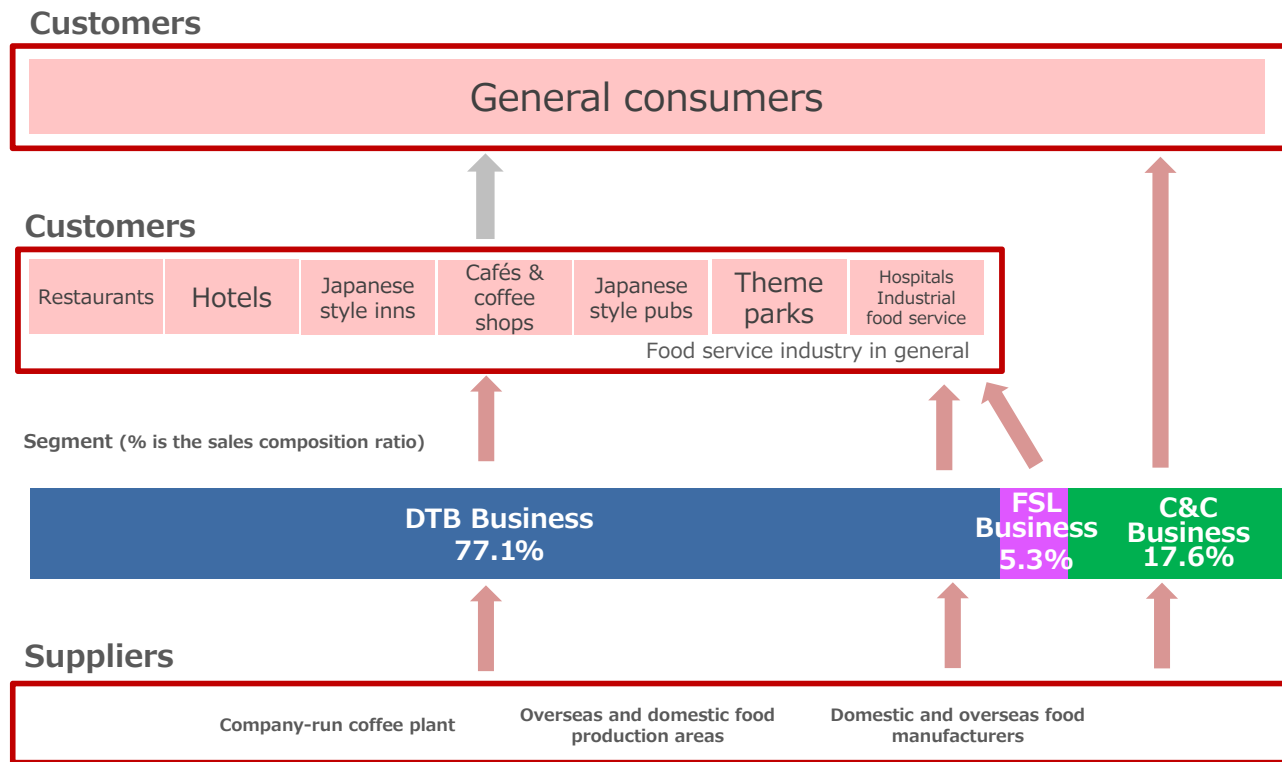 Customers
General consumers
Customers
Restaurants
Hotels
Japanese
style inns
Cafés &
coffee
shops
Japanese
style pubs
Theme
parks
Hospitals
Industrial
food service
Food service industry in general
Segment (% is the sales composition ratio)
DTB Business
77.1%
FSL
Business
5.3%
C&C
Business
17.6%
Suppliers
Company-run coffee plant
Overseas and domestic food
production areas
Domestic and overseas food
manufacturers